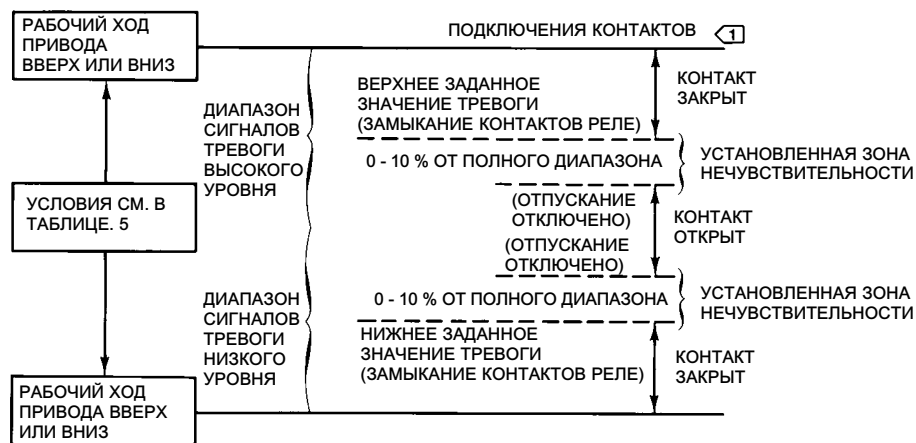 РАБОЧИЙ ХОД
ПРИВОДА
ВВЕРХ ИЛИ ВНИЗ
ПОДКЛЮЧЕНИЯ КОНТАКТОВ 1
ДИАПАЗОН
СИГНАЛОВ
ТРЕВОГИ
ВЫСОКОГО
УРОВНЯ
ВЕРХНЕЕ ЗАДАННОЕ
ЗНАЧЕНИЕ ТРЕВОГИ
(ЗАМЫКАНИЕ КОНТАКТОВ РЕЛЕ)
КОНТАКТ
ЗАКРЫТ
0 - 10 % ОТ ПОЛНОГО ДИАПАЗОНА
УСТАНОВЛЕННАЯ ЗОНА
НЕЧУВСТВИТЕЛЬНОСТИ
УСЛОВИЯ СМ. В
ТАБЛИЦЕ. 5
(ОТПУСКАНИЕ
ОТКЛЮЧЕНО)
(ОТПУСКАНИЕ
ОТКЛЮЧЕНО)
КОНТАКТ
ОТКРЫТ
ДИАПАЗОН
СИГНАЛОВ
ТРЕВОГИ
НИЗКОГО
УРОВНЯ
0 - 10 % ОТ ПОЛНОГО ДИАПАЗОНА
УСТАНОВЛЕННАЯ ЗОНА
НЕЧУВСТВИТЕЛЬНОСТИ
НИЖНЕЕ ЗАДАННОЕ
ЗНАЧЕНИЕ ТРЕВОГИ
(ЗАМЫКАНИЕ КОНТАКТОВ РЕЛЕ)
КОНТАКТ
ЗАКРЫТ
РАБОЧИЙ ХОД
ПРИВОДА ВВЕРХ
ИЛИ ВНИЗ